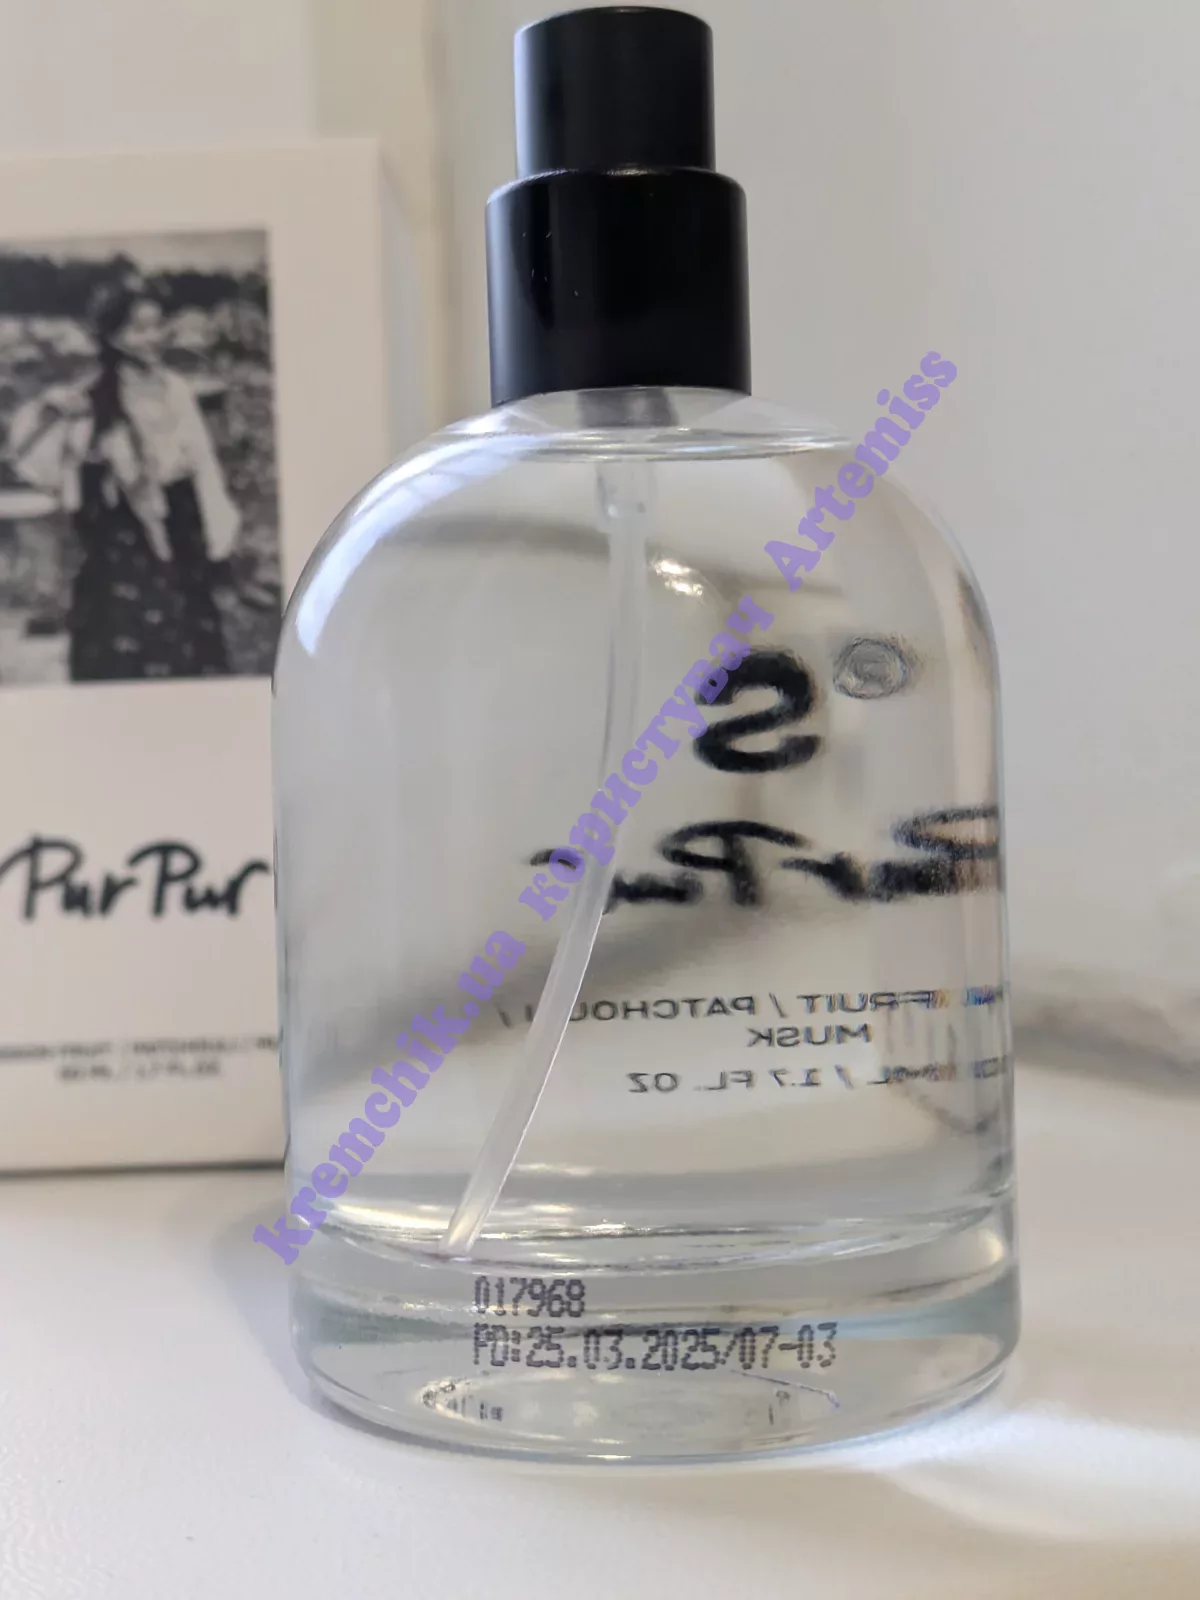 PurPur
S
PurPur
FRUIT / PATCHOULI /
MUSK
/ 1.7 FL. OZ
017968
PD:25.03.2025/07-03
kremchik.ua користувач Artemiss